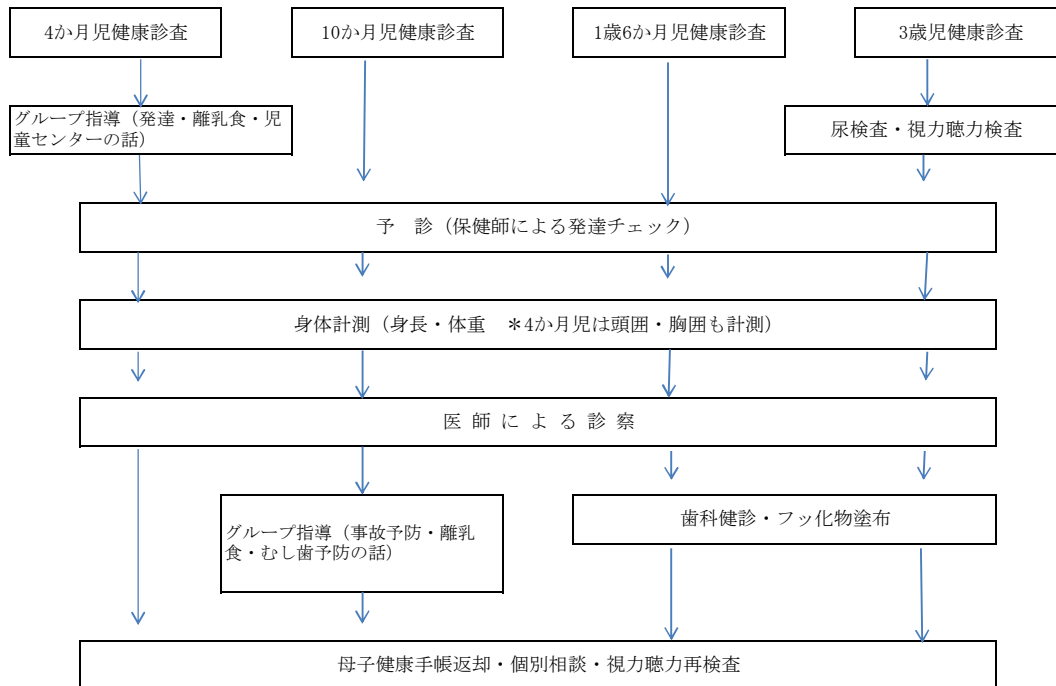 4か月児健康診査
10か月児健康診査
1歳6か月児健康診査
3歳児健康診査
グループ指導（発達・離乳食・児
童センターの話）
尿検査・視力聴力検査
予　診（保健師による発達チェック）
身体計測（身長・体重　＊4か月児は頭囲・胸囲も計測）
医 師 に よ る 診 察
グループ指導（事故予防・離乳
食・むし歯予防の話）
歯科健診・フッ化物塗布
母子健康手帳返却・個別相談・視力聴力再検査